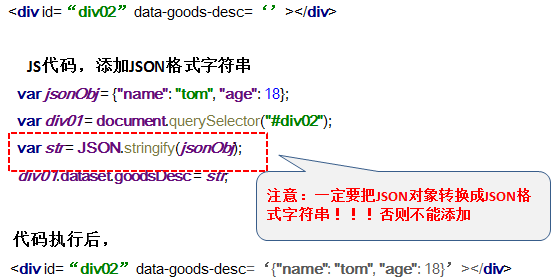 <div id=“div02” data-goods-desc= ‘’ ></div>
JS代码，添加JSON格式字符串
var jsonObj = {"name": "tom", "age": 18};
var div01 = document.querySelector("#div02");
var str = JSON.stringify(jsonObj);
div01.dataset.goodsDesc = str;
注意：一定要把JSON对象转换成JSON格
式字符串！！！否则不能添加
代码执行后，
<div id=“div02” data-goods-desc= ‘{"name": "tom", "age": 18}’ ></div>